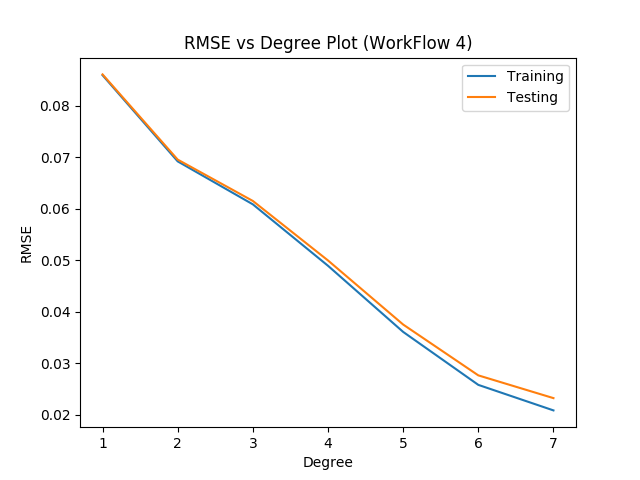 RMSE vs Degree Plot (WorkFlow 4)
Training
Testing
0.08
0.07
0.06
0.05
0.04
0.03
0.02
RMSE
1 2 3 4 5 6 7
Degree